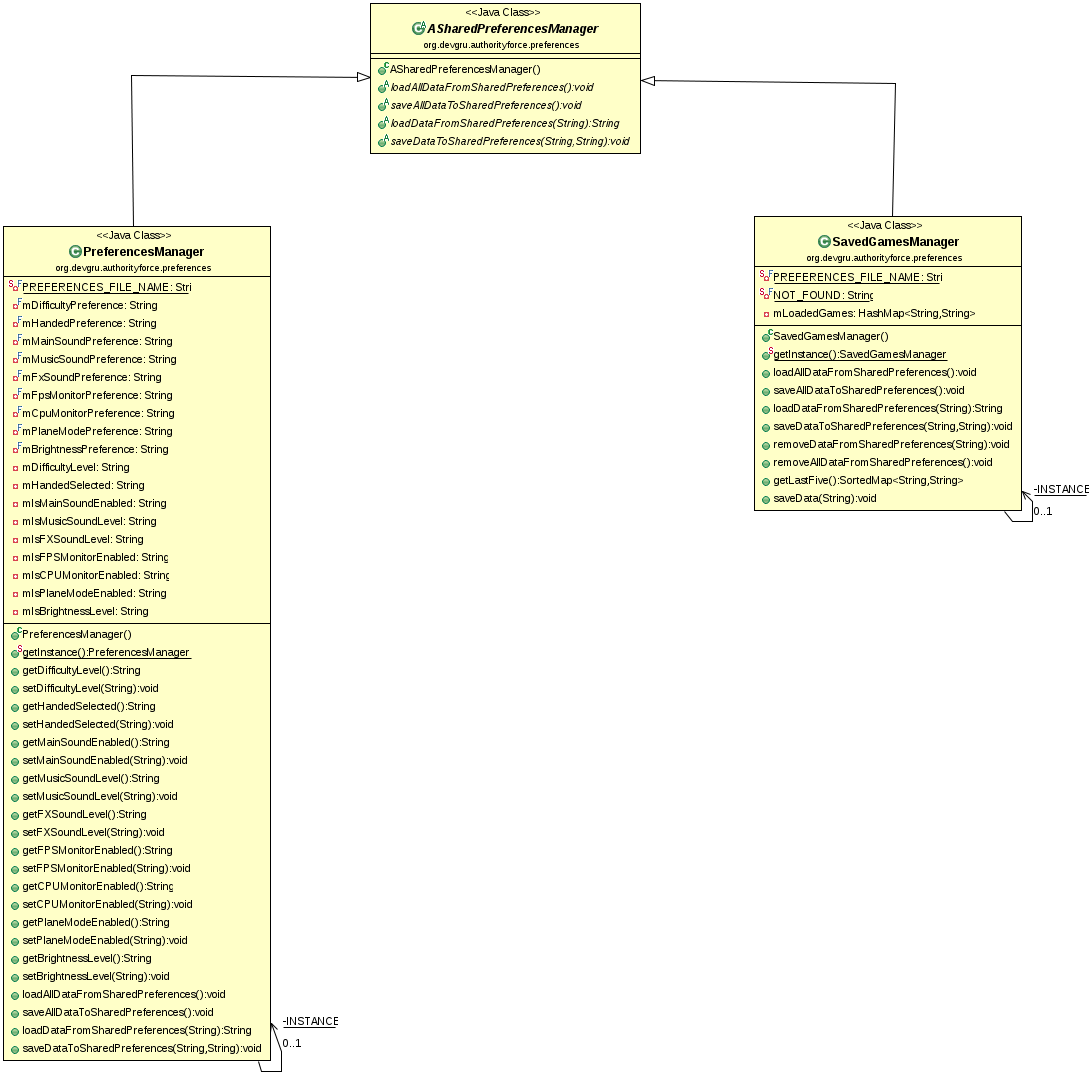 <<Java Class>>
ASharedPreferencesManager
org.devgru.authorityforce.preferences
ASharedPreferencesManager()
loadAllDataFromSharedPreferences():void
saveAllDataToSharedPreferences():void
loadDataFromSharedPreferences(String):String
saveDataToSharedPreferences(String,String):void
<<Java Class>>
PreferencesManager
org.devgru.authorityforce.preferences
PREFERENCES_FILE_NAME: Stri
mDifficultyPreference: String
mHandedPreference: String
mMainSoundPreference: String
mMusicSoundPreference: String
mFxSoundPreference: String
mFpsMonitorPreference: String
mCpuMonitorPreference: String
mPlaneModePreference: String
mBrightnessPreference: String
mDifficultyLevel: String
mHandedSelected: String
mIsMainSoundEnabled: String
mIsMusicSoundLevel: String
mIsFXSoundLevel: String
mIsFPSMonitorEnabled: String
mIsCPUMonitorEnabled: String
mIsPlaneModeEnabled: String
mIsBrightnessLevel: String
PreferencesManager()
getInstance():PreferencesManager
getDifficultyLevel():String
setDifficultyLevel(String):void
getHandedSelected():String
setHandedSelected(String):void
getMainSoundEnabled():String
setMainSoundEnabled(String):void
getMusicSoundLevel():String
setMusicSoundLevel(String):void
getFXSoundLevel():String
setFXSoundLevel(String):void
getFPSMonitorEnabled():String
setFPSMonitorEnabled(String):void
getCPUMonitorEnabled():String
setCPUMonitorEnabled(String):void
getPlaneModeEnabled():String
setPlaneModeEnabled(String):void
getBrightnessLevel():String
setBrightnessLevel(String):void
loadAllDataFromSharedPreferences():void
saveAllDataToSharedPreferences():void
loadDataFromSharedPreferences(String):String
saveDataToSharedPreferences(String,String):void
-INSTANCE
0..1
<<Java Class>>
SavedGamesManager
org.devgru.authorityforce.preferences
PREFERENCES_FILE_NAME: Stri
NOT_FOUND: String
mLoadedGames: HashMap<String,String>
SavedGamesManager()
getInstance():SavedGamesManager
loadAllDataFromSharedPreferences():void
saveAllDataToSharedPreferences():void
loadDataFromSharedPreferences(String):String
saveDataToSharedPreferences(String,String):void
removeDataFromSharedPreferences(String):void
removeAllDataFromSharedPreferences():void
getLastFive():SortedMap<String,String>
saveData(String):void
-INSTANCE
0..1